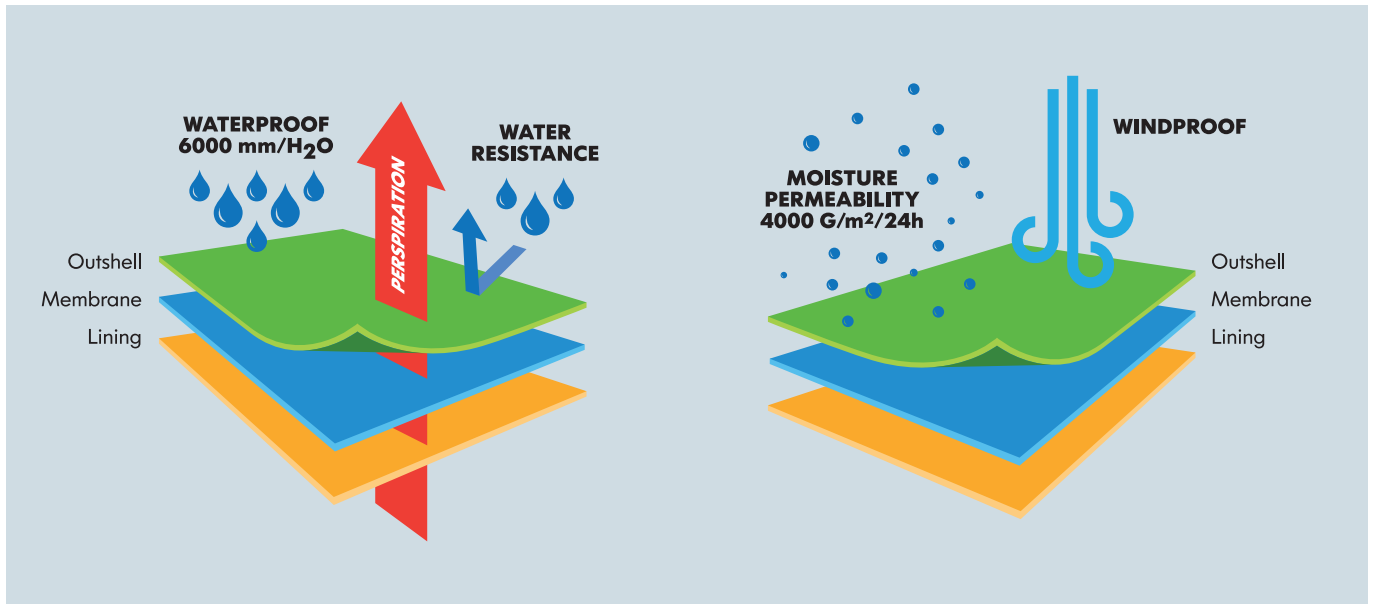 WATERPROOF
6000 mm/H₂O
PERSPIRATION
WATER
RESISTANCE
Outshell
Membrane
Lining
MOISTURE
PERMEABILITY
4000 G/m²/24h
WINDPROOF
Outshell
Membrane
Lining